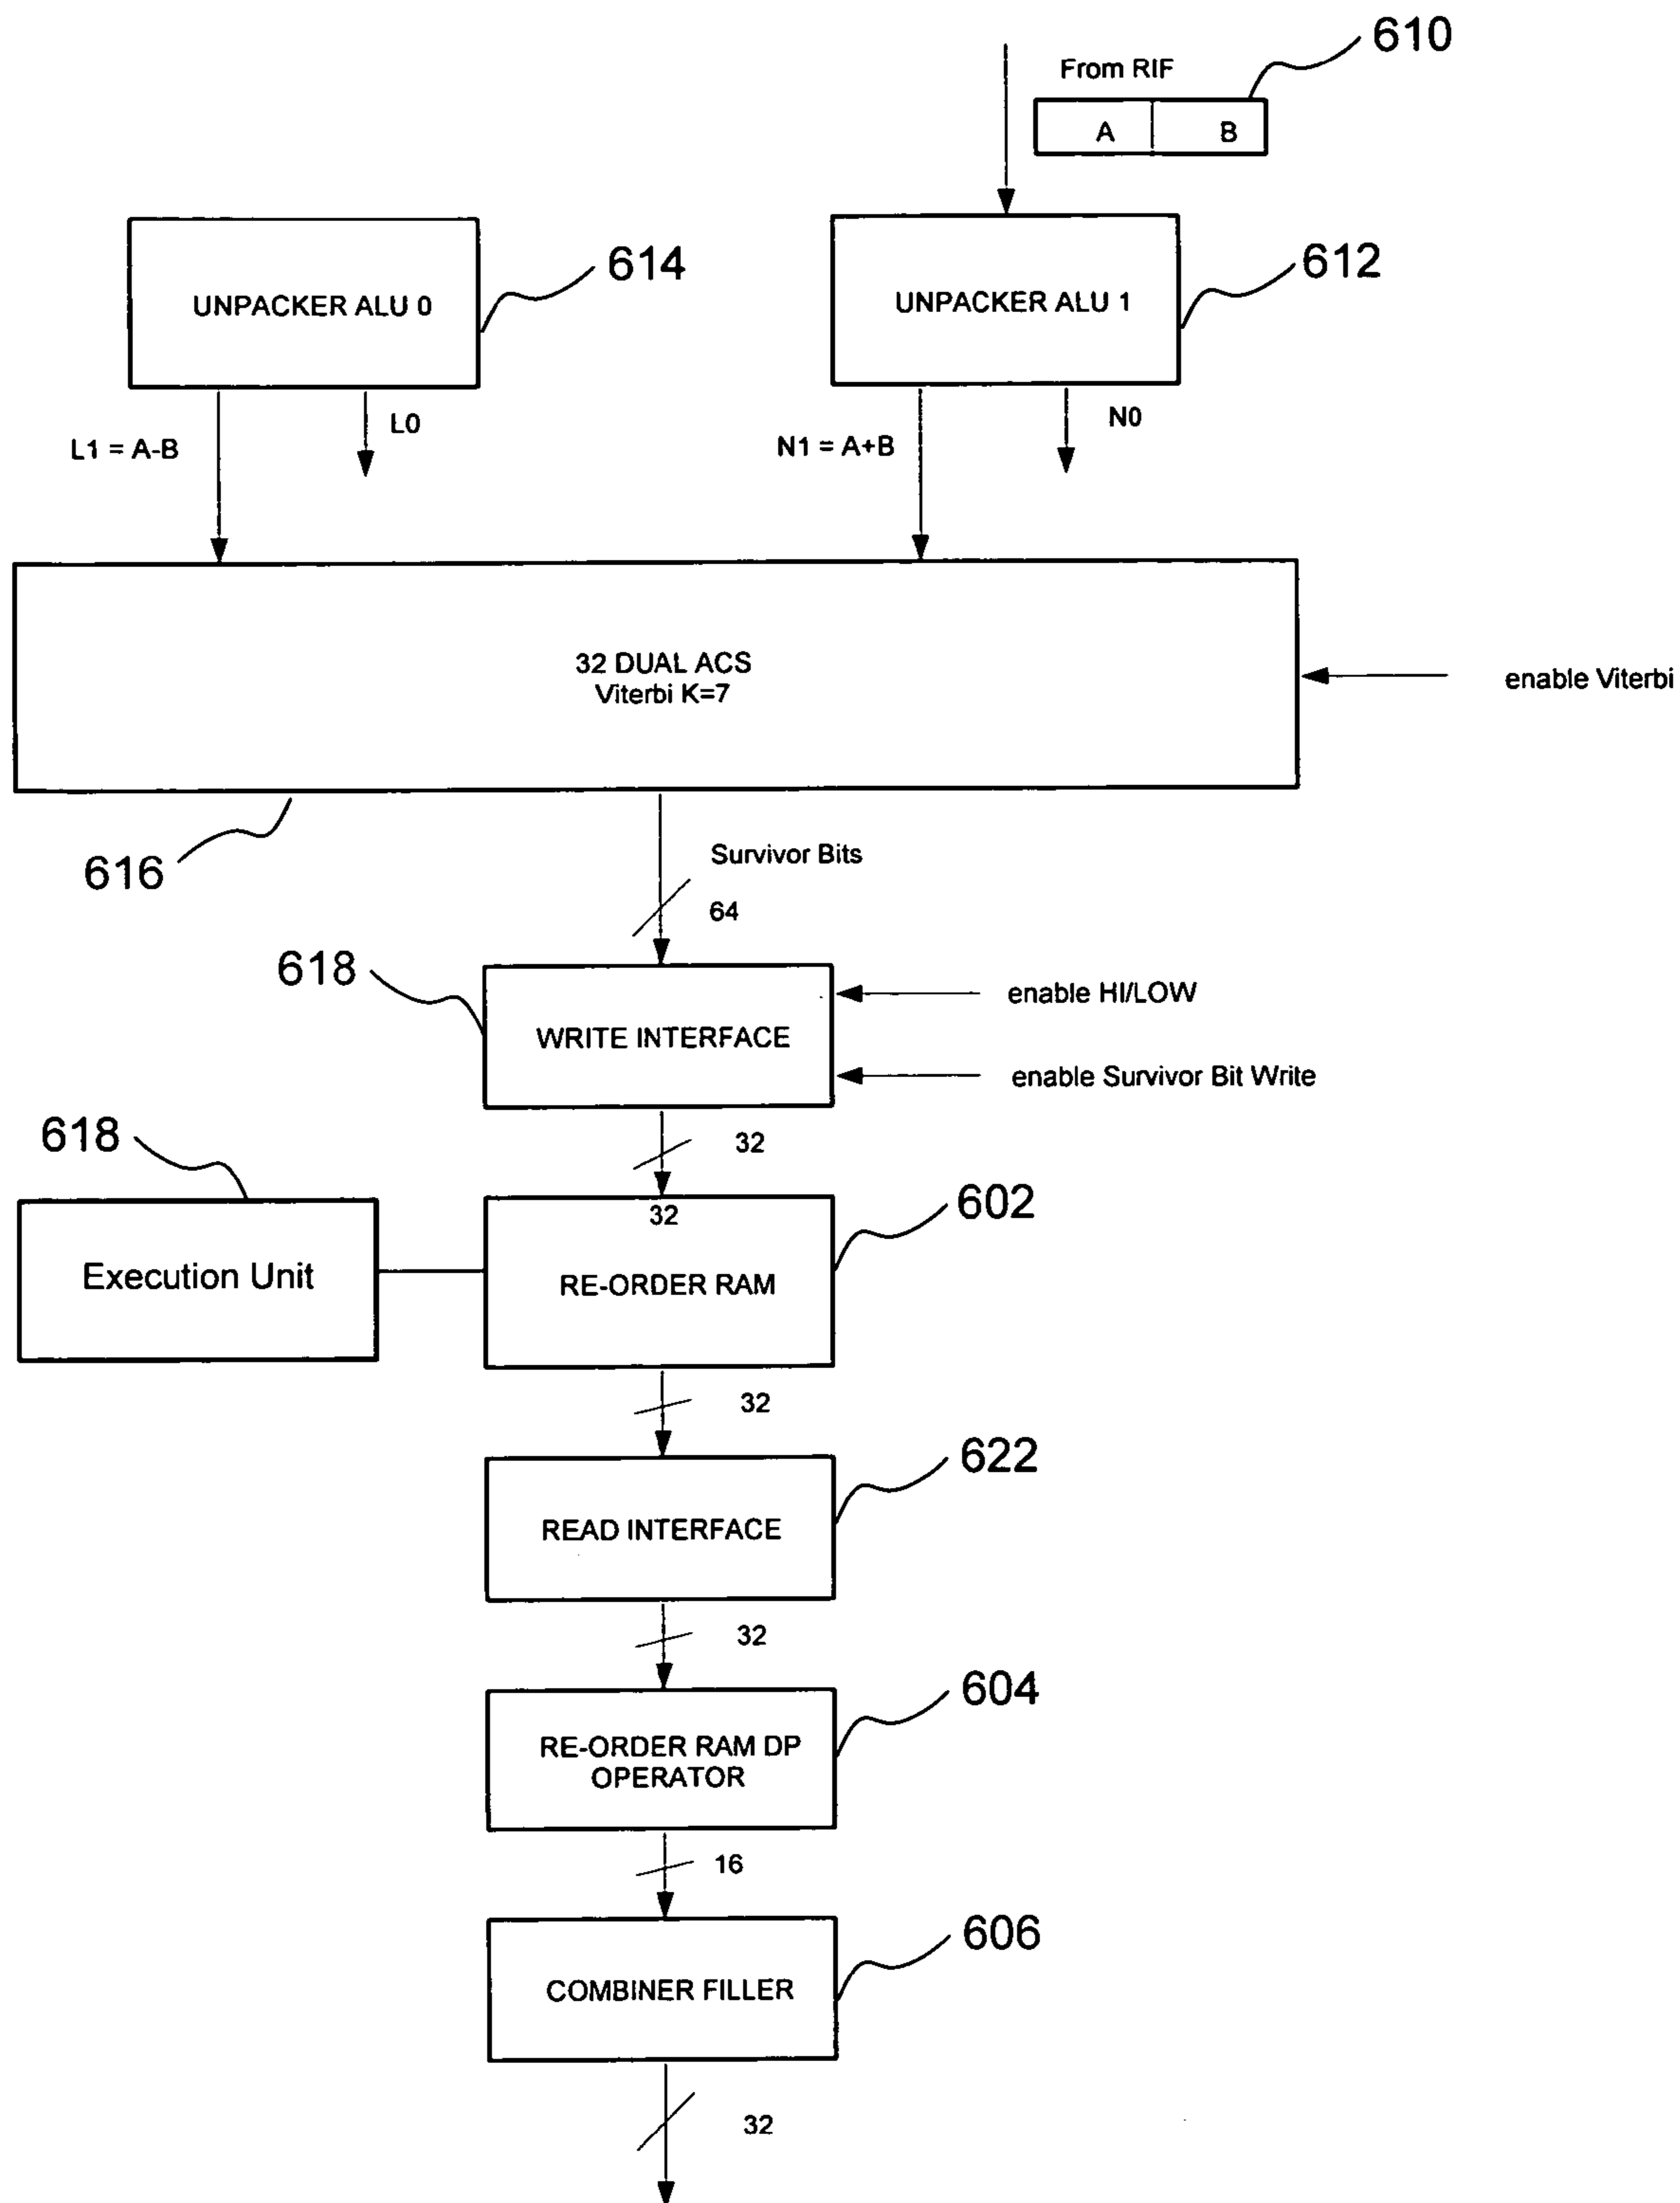 610
From RIF
A B
614
612
UNPACKER ALU 0
UNPACKER ALU 1
L0
N0
L1 = A-B
N1 = A+B
32 DUAL ACS
Viterbi K=7
enable Viterbi
616
Survivor Bits
64
618
enable HI/LOW
WRITE INTERFACE
enable Survivor Bit Write
618
32
602
32
Execution Unit
RE-ORDER RAM
32
622
READ INTERFACE
32
604
RE-ORDER RAM DP
OPERATOR
16
606
COMBINER FILLER
32